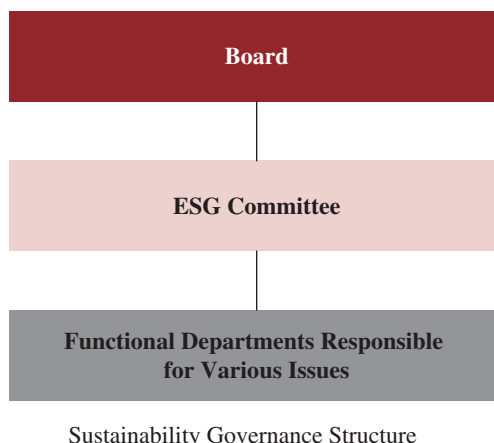 Board
ESG Committee
Functional Departments Responsible
for Various Issues
Sustainability Governance Structure